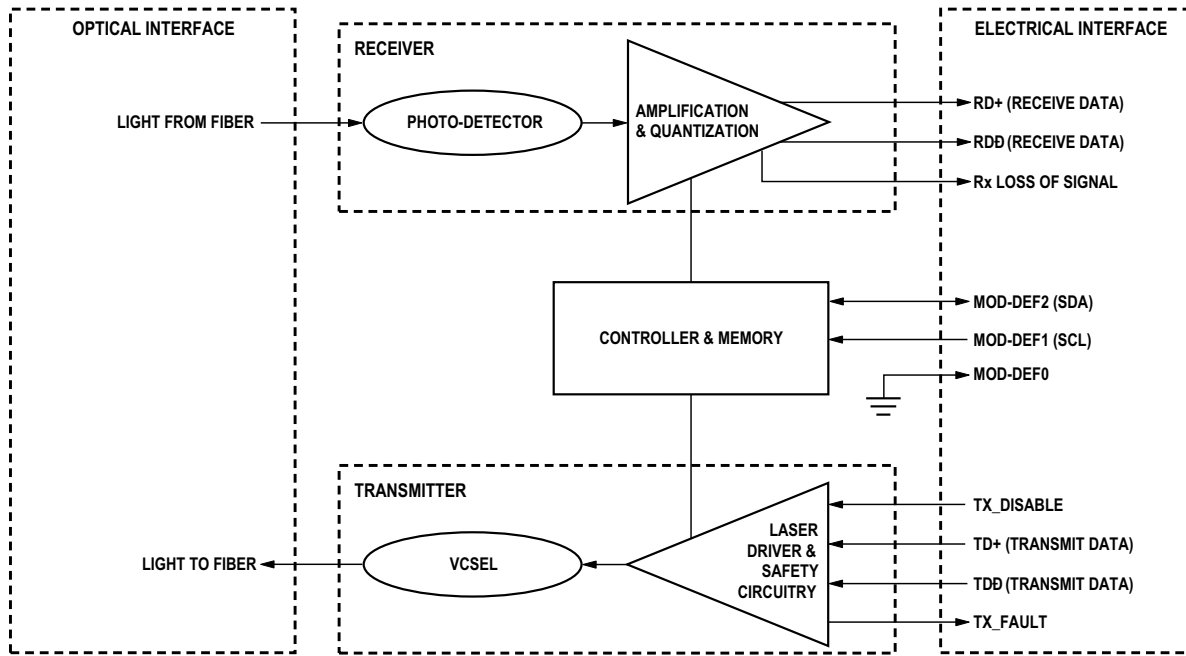 OPTICAL INTERFACE
LIGHT FROM FIBER
LIGHT TO FIBER
RECEIVER
PHOTO-DETECTOR
AMPLIFICATION
& QUANTIZATION
CONTROLLER & MEMORY
TRANSMITTER
VCSEL
LASER
DRIVER &
SAFETY
CIRCUITRY
ELECTRICAL INTERFACE
RD+ (RECEIVE DATA)
RDÐ (RECEIVE DATA)
Rx LOSS OF SIGNAL
MOD-DEF2 (SDA)
MOD-DEF1 (SCL)
MOD-DEF0
TX_DISABLE
TD+ (TRANSMIT DATA)
TDÐ (TRANSMIT DATA)
TX_FAULT